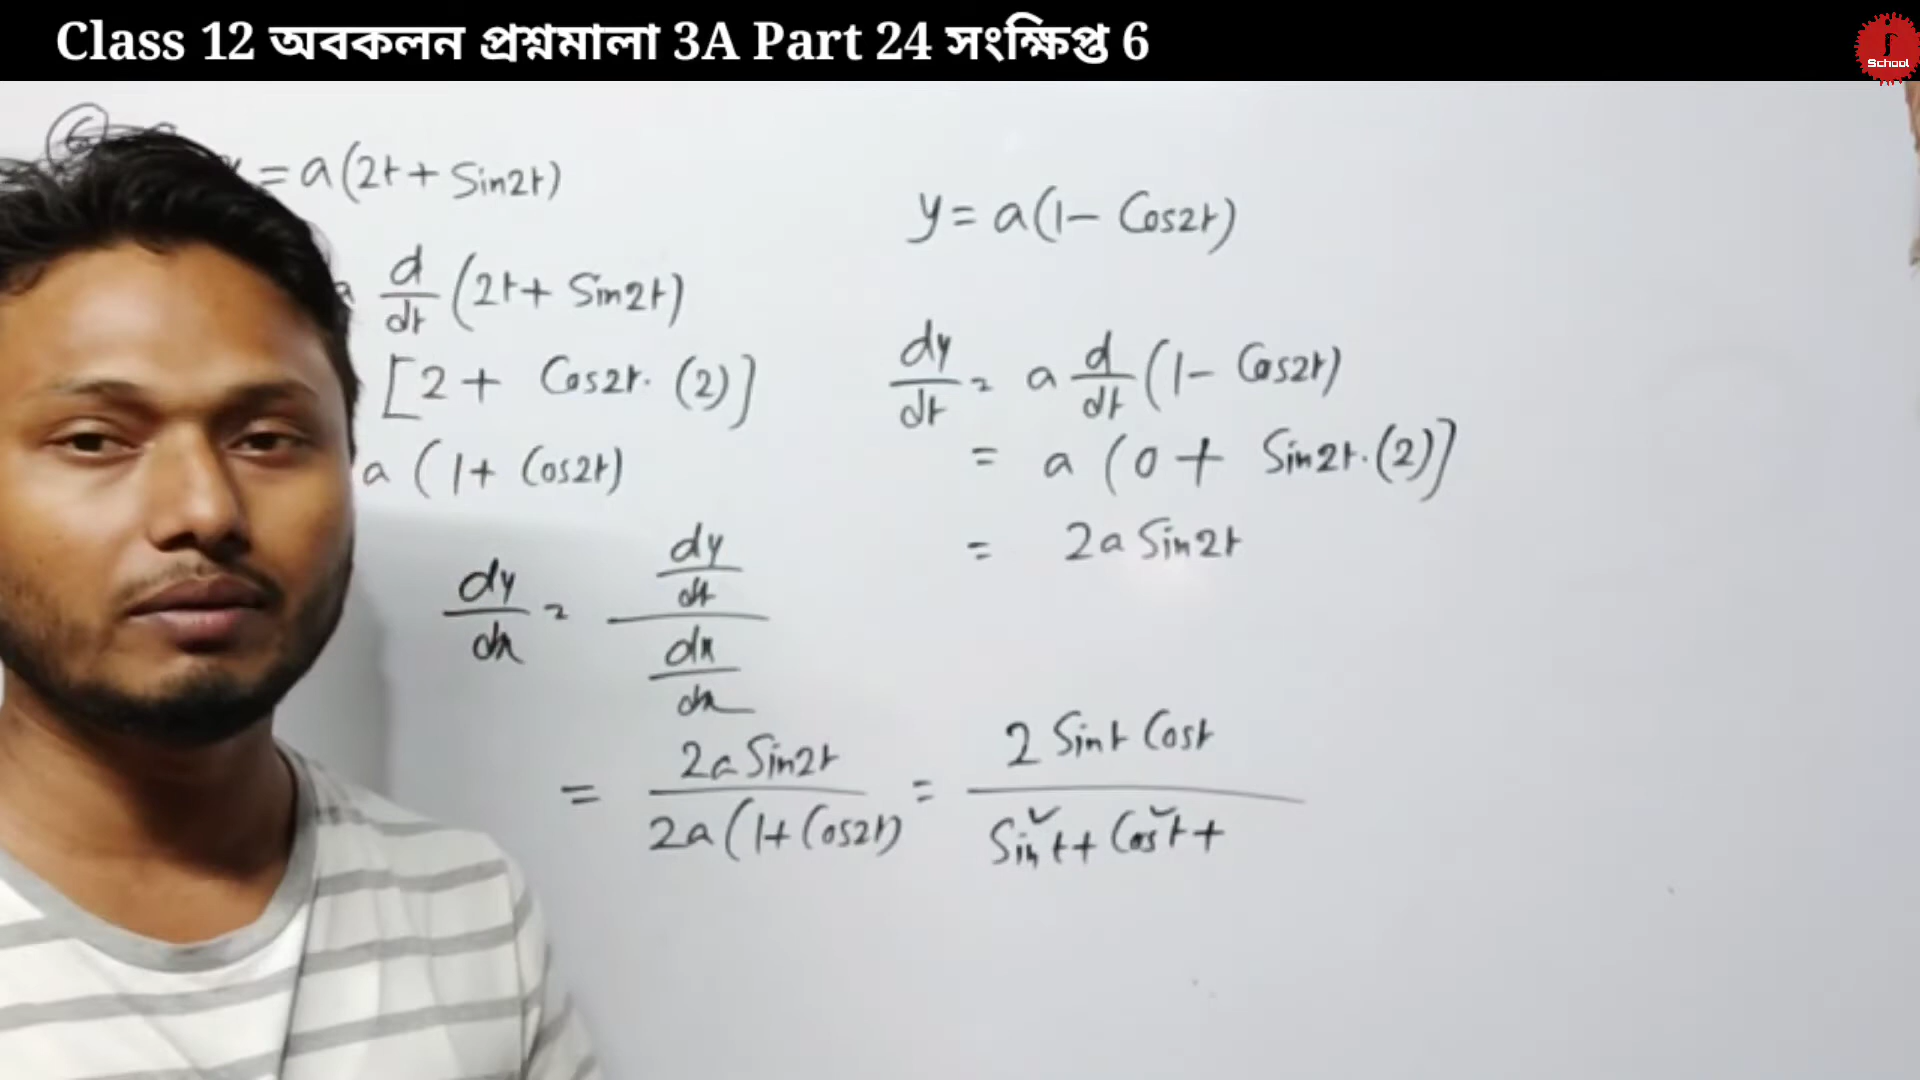 Class 12 অবকলন প্রশ্নমালা 3A Part 24 সংক্ষিপ্ত 6
School
= a(2t + Sin2t)
d/dt (2t + Sin2t)
[2 + Cos2t. (2)]
a (1 + Cos2t)
dy/dx = (dy/dt)/(dx/dx)
= 2a Sin2t / 2a(1 + Cos2t) = 2 Sint Cost / Sin²t + Cos²t +
y = a(1 - Cos2t)
dy/dt = a d/dt (1 - Cos2t)
= a (0 + Sin2t. (2)]
= 2a Sin2t